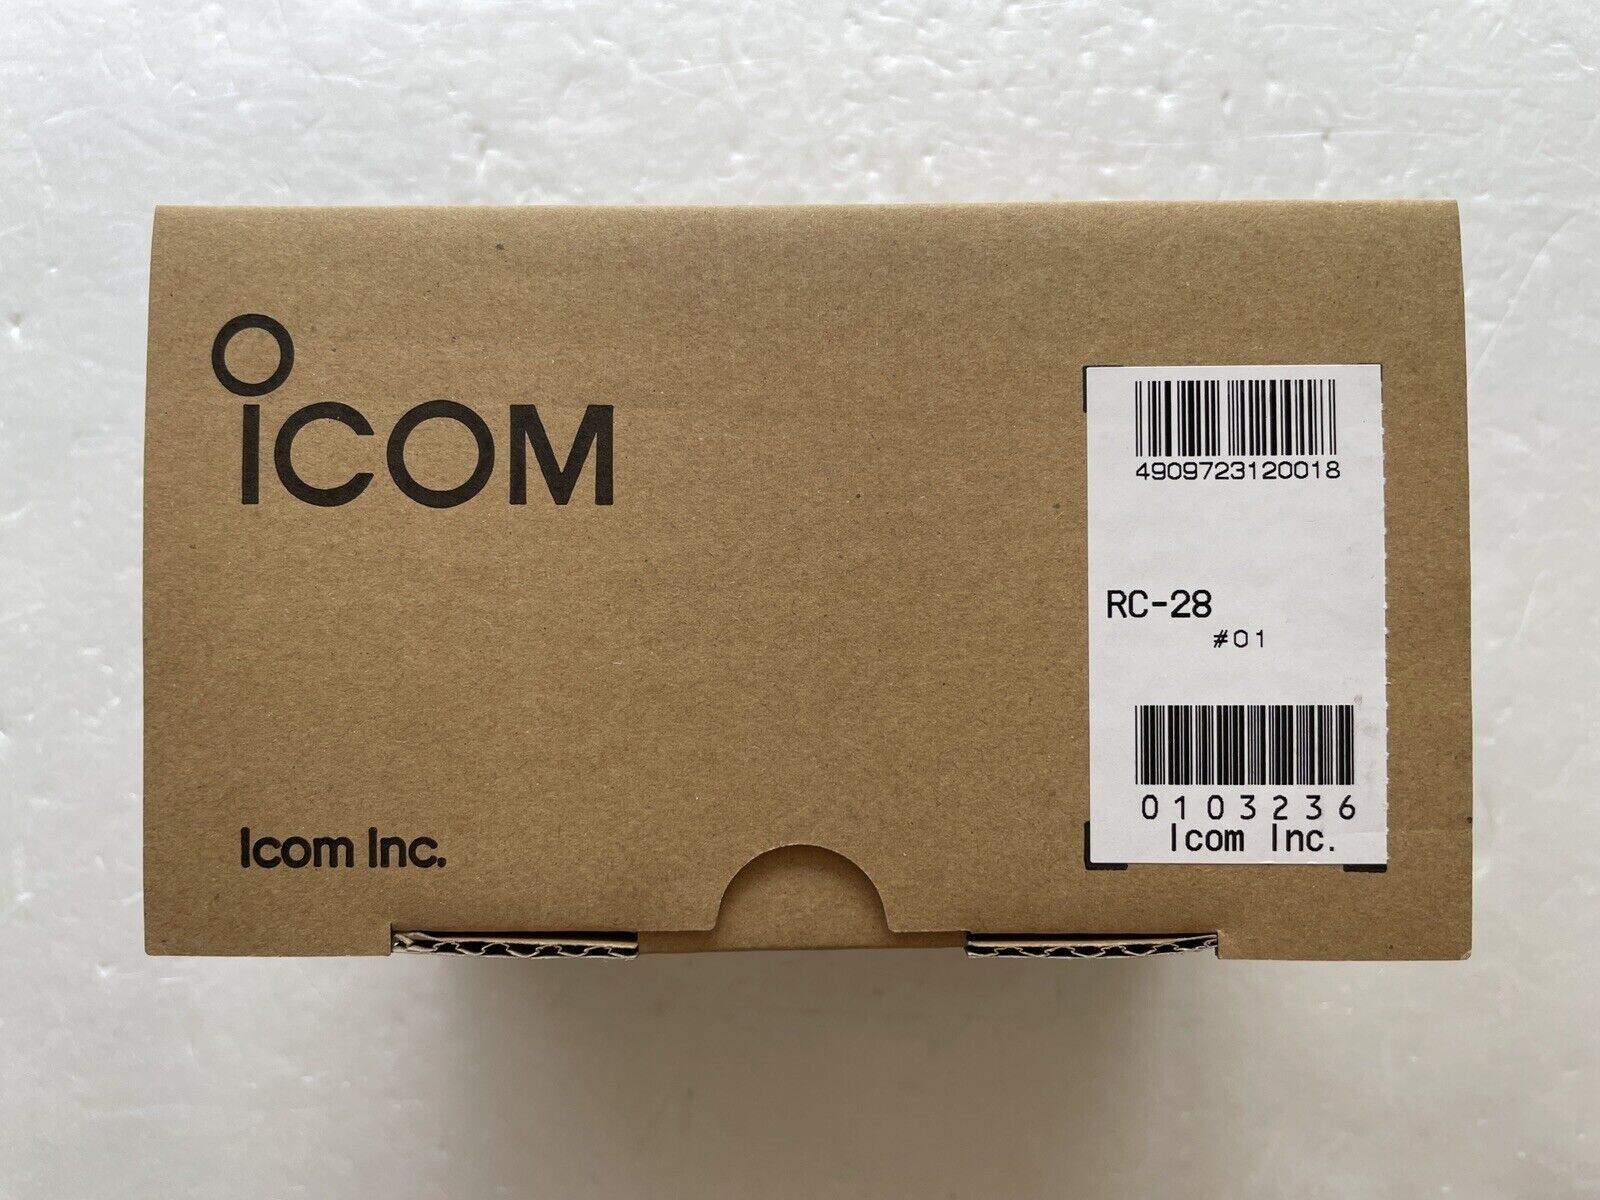 ICOM
Icom Inc.
4909723120018
RC-28
#01
0103236
Icom Inc.